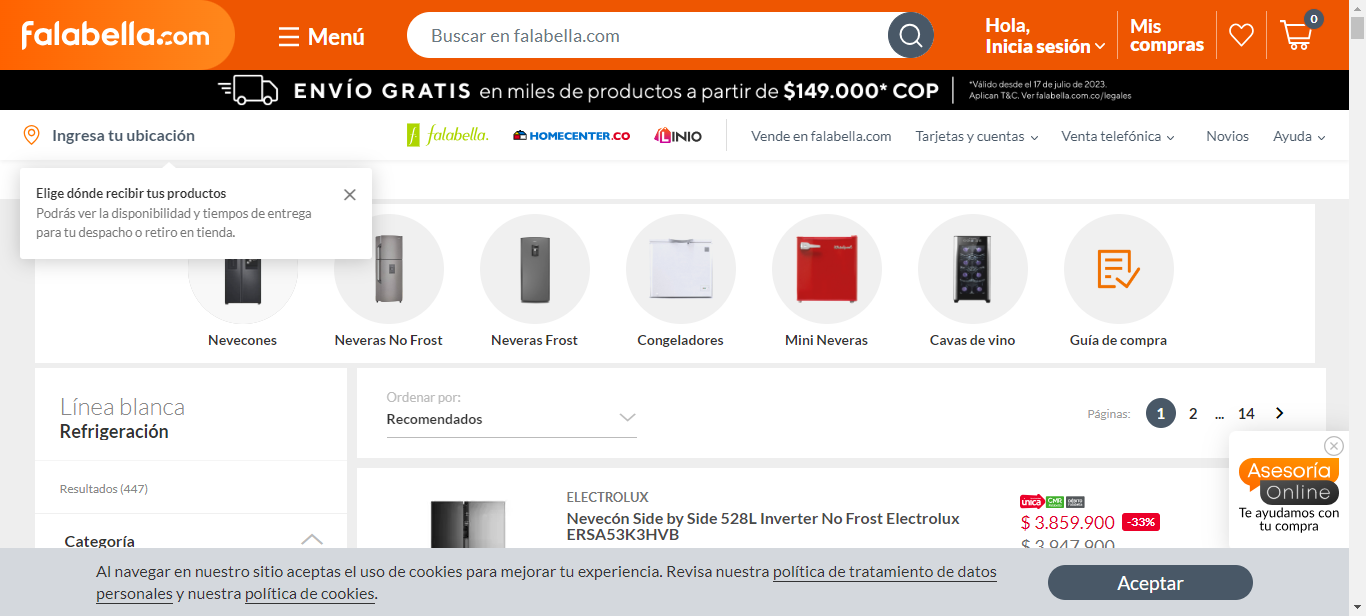 falabella.com
Menú
Buscar en falabella.com
Hola,
Inicia sesión
Mis
compras
0
ENVÍO GRATIS en miles de productos a partir de $149.000* COP
*Válido desde el 17 de julio de 2023.
Aplican T&C. Ver falabella.com.co/legales
Ingresa tu ubicación
falabella.
HOMECENTER.CO
LINIO
Vende en falabella.com
Tarjetas y cuentas
Venta telefónica
Novios
Ayuda
Elige dónde recibir tus productos
Podrás ver la disponibilidad y tiempos de entrega
para tu despacho o retiro en tienda.
Nevecones
Neveras No Frost
Neveras Frost
Congeladores
Mini Neveras
Cavas de vino
Guía de compra
Línea blanca
Refrigeración
Resultados (447)
Categoría
Ordenar por:
Recomendados
Páginas:
1
2
...
14
ELECTROLUX
Nevecón Side by Side 528L Inverter No Frost Electrolux
ERSA53K3HVB
única
CMR
$ 3.859.900
-33%
$ 3.947.900
Asesoría
Online
Te ayudamos con
tu compra
Al navegar en nuestro sitio aceptas el uso de cookies para mejorar tu experiencia. Revisa nuestra política de tratamiento de datos
personales y nuestra política de cookies.
Aceptar